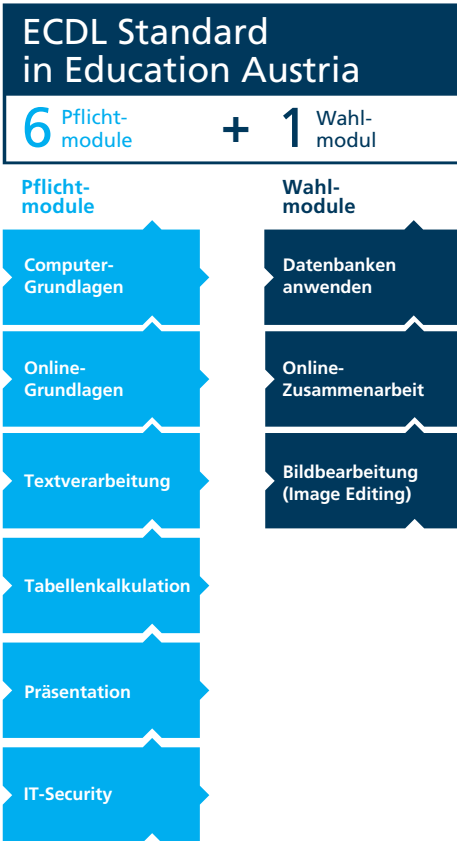 ECDL Standard
in Education Austria
6 Pflicht-
module
+
1 Wahl-
modul
Pflicht-
module
Computer-
Grundlagen
Online-
Grundlagen
Textverarbeitung
Tabellenkalkulation
Präsentation
IT-Security
Wahl-
module
Datenbanken
anwenden
Online-
Zusammenarbeit
Bildbearbeitung
(Image Editing)